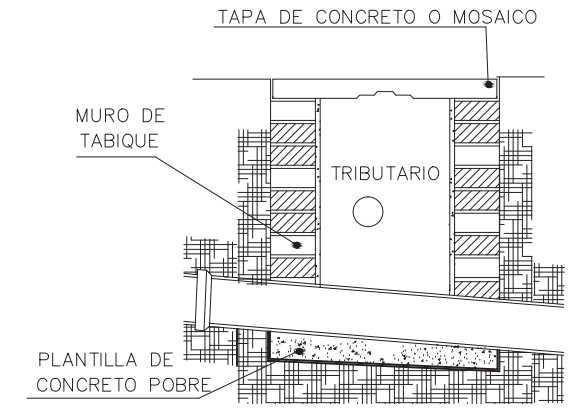 TAPA DE CONCRETO O MOSAICO
MURO DE
TABIQUE
TRIBUTARIO
PLANTILLA DE
CONCRETO POBRE